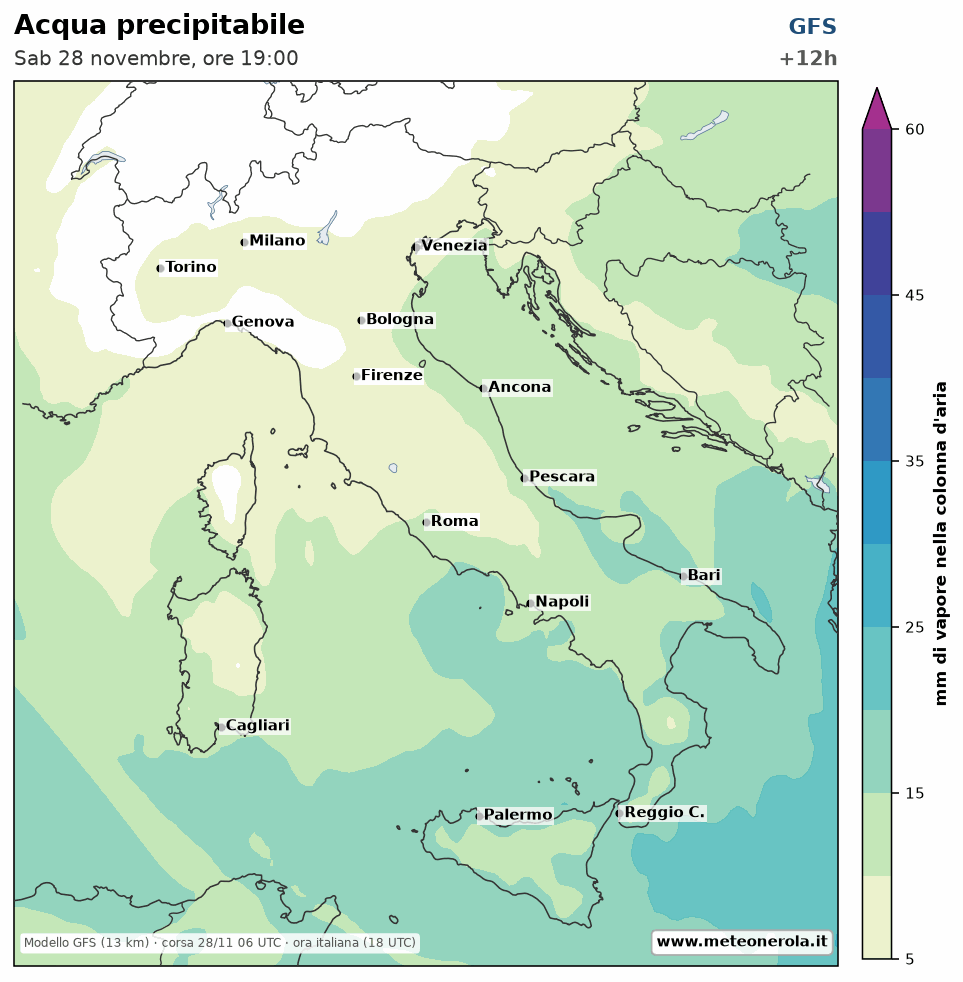 Acqua precipitabile
GFS
Sab 28 novembre, ore 19:00
+12h
Milano
Venezia
Torino
Genova
Bologna
Firenze
Ancona
Pescara
Roma
Bari
Napoli
Cagliari
Palermo
Reggio C.
60
45
35
25
15
5
mm di vapore nella colonna d'aria
Modello GFS (13 km) · corsa 28/11 06 UTC · ora italiana (18 UTC)
www.meteonerola.it